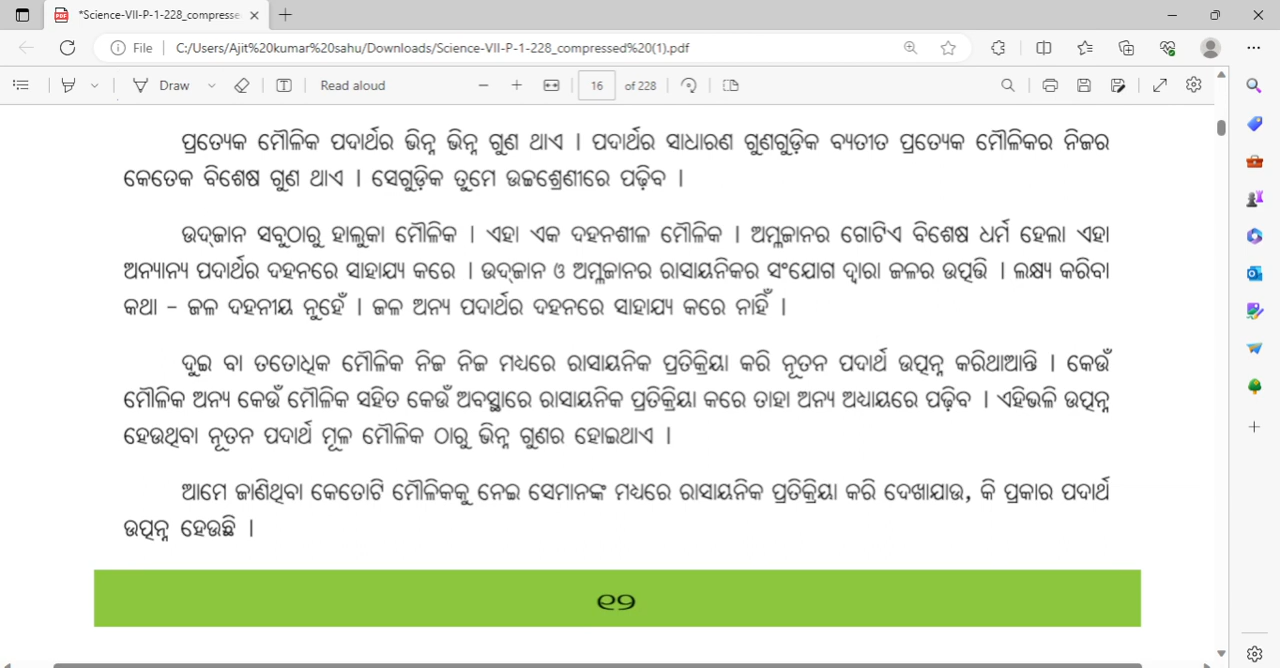 *Science-VII-P-1-228_compresse
File C:/Users/Ajit%20kumar%20sahu/Downloads/Science-VII-P-1-228_compressed%20(1).pdf
Draw Read aloud 16 of 228
ପ୍ରତ୍ୟେକ ମୌଳିକ ପଦାର୍ଥର ଭିନ୍ନ ଭିନ୍ନ ଗୁଣ ଥାଏ । ପଦାର୍ଥର ସାଧାରଣ ଗୁଣଗୁଡ଼ିକ ବ୍ୟତୀତ ପ୍ରତ୍ୟେକ ମୌଳିକର ନିଜର
କେତେକ ବିଶେଷ ଗୁଣ ଥାଏ । ସେଗୁଡ଼ିକ ତୁମେ ଉଚ୍ଚଶ୍ରେଣୀରେ ପଢ଼ିବ ।
ଉଦ୍‌ଜାନ ସବୁଠାରୁ ହାଲୁକା ମୌଳିକ । ଏହା ଏକ ଦହନଶୀଳ ମୌଳିକ । ଅମ୍ଳଜାନର ଗୋଟିଏ ବିଶେଷ ଧର୍ମ ହେଲା ଏହା
ଅନ୍ୟାନ୍ୟ ପଦାର୍ଥର ଦହନରେ ସାହାଯ୍ୟ କରେ । ଉଦ୍‌ଜାନ ଓ ଅମ୍ଳଜାନର ରାସାୟନିକର ସଂଯୋଗ ଦ୍ୱାରା ଜଳର ଉତ୍ପତ୍ତି । ଲକ୍ଷ୍ୟ କରିବା
କଥା – ଜଳ ଦହନୀୟ ନୁହେଁ । ଜଳ ଅନ୍ୟ ପଦାର୍ଥର ଦହନରେ ସାହାଯ୍ୟ କରେ ନାହିଁ ।
ଦୁଇ ବା ତତୋଧିକ ମୌଳିକ ନିଜ ନିଜ ମଧ୍ୟରେ ରାସାୟନିକ ପ୍ରତିକ୍ରିୟା କରି ନୂତନ ପଦାର୍ଥ ଉତ୍ପନ୍ନ କରିଥାଆନ୍ତି । କେଉଁ
ମୌଳିକ ଅନ୍ୟ କେଉଁ ମୌଳିକ ସହିତ କେଉଁ ଅବସ୍ଥାରେ ରାସାୟନିକ ପ୍ରତିକ୍ରିୟା କରେ ତାହା ଅନ୍ୟ ଅଧ୍ୟାୟରେ ପଢ଼ିବ । ଏହିଭଳି ଉତ୍ପନ୍ନ
ହେଉଥିବା ନୂତନ ପଦାର୍ଥ ମୂଳ ମୌଳିକ ଠାରୁ ଭିନ୍ନ ଗୁଣର ହୋଇଥାଏ ।
ଆମେ ଜାଣିଥିବା କେତୋଟି ମୌଳିକକୁ ନେଇ ସେମାନଙ୍କ ମଧ୍ୟରେ ରାସାୟନିକ ପ୍ରତିକ୍ରିୟା କରି ଦେଖାଯାଉ, କି ପ୍ରକାର ପଦାର୍ଥ
ଉତ୍ପନ୍ନ ହେଉଛି ।
୧୨